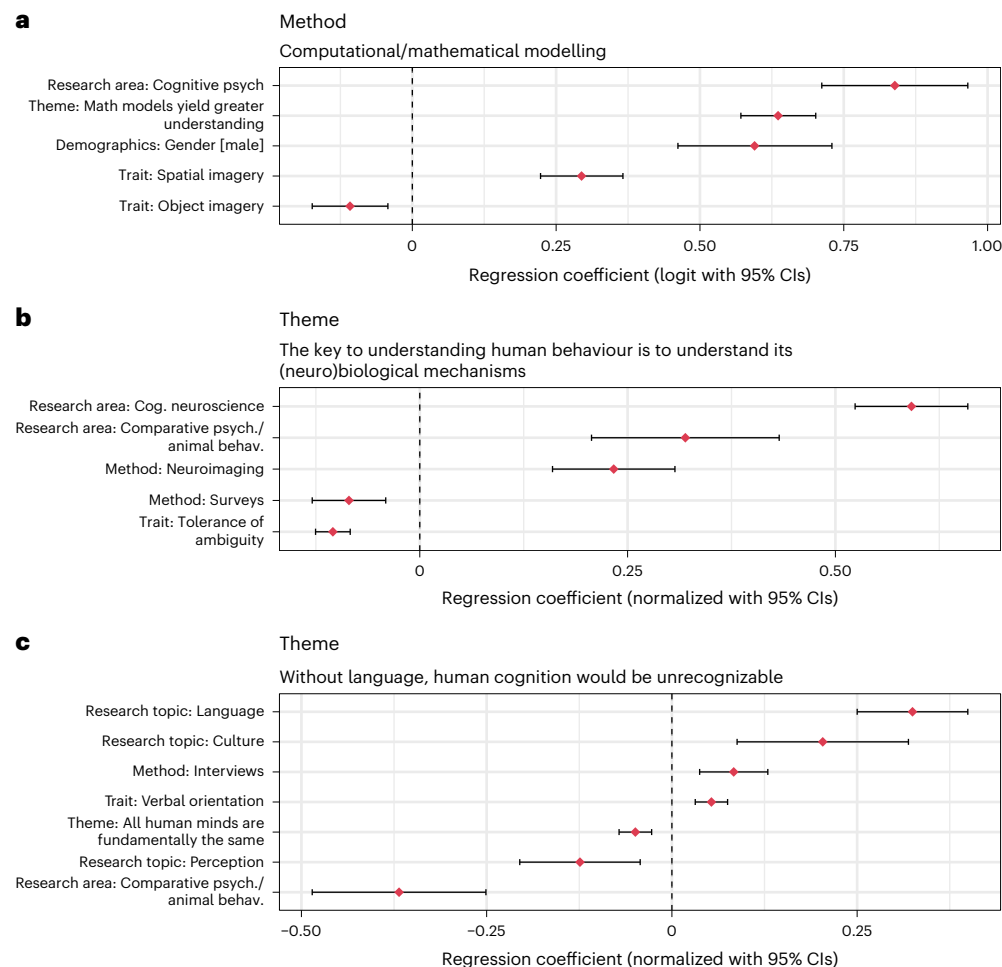 a
Method
Computational/mathematical modelling
Research area: Cognitive psych
Theme: Math models yield greater
understanding
Demographics: Gender [male]
Trait: Spatial imagery
Trait: Object imagery
0
0.25
0.50
0.75
1.00
Regression coefficient (logit with 95% CIs)
b
Theme
The key to understanding human behaviour is to understand its
(neuro)biological mechanisms
Research area: Cog. neuroscience
Research area: Comparative psych./
animal behav.
Method: Neuroimaging
Method: Surveys
Trait: Tolerance of
ambiguity
0
0.25
0.50
Regression coefficient (normalized with 95% CIs)
c
Theme
Without language, human cognition would be unrecognizable
Research topic: Language
Research topic: Culture
Method: Interviews
Trait: Verbal orientation
Theme: All human minds are
fundamentally the same
Research topic: Perception
Research area: Comparative psych./
animal behav.
−0.50
−0.25
0
0.25
Regression coefficient (normalized with 95% CIs)